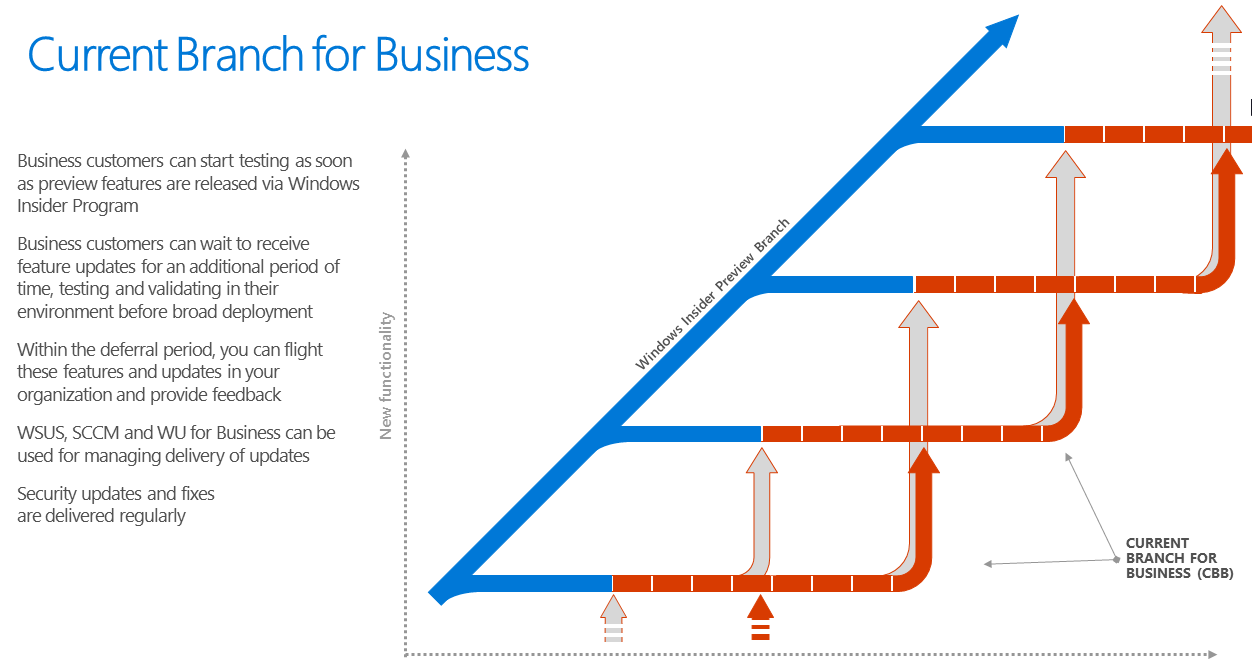 Current Branch for Business
Business customers can start testing as soon
as preview features are released via Windows
Insider Program
Business customers can wait to receive
feature updates for an additional period of
time, testing and validating in their
environment before broad deployment
Within the deferral period, you can flight
these features and updates in your
organization and provide feedback
WSUS, SCCM and WU for Business can be
used for managing delivery of updates
Security updates and fixes
are delivered regularly
New functionality
Windows Insider Preview Branch
CURRENT
BRANCH FOR
BUSINESS (CBB)